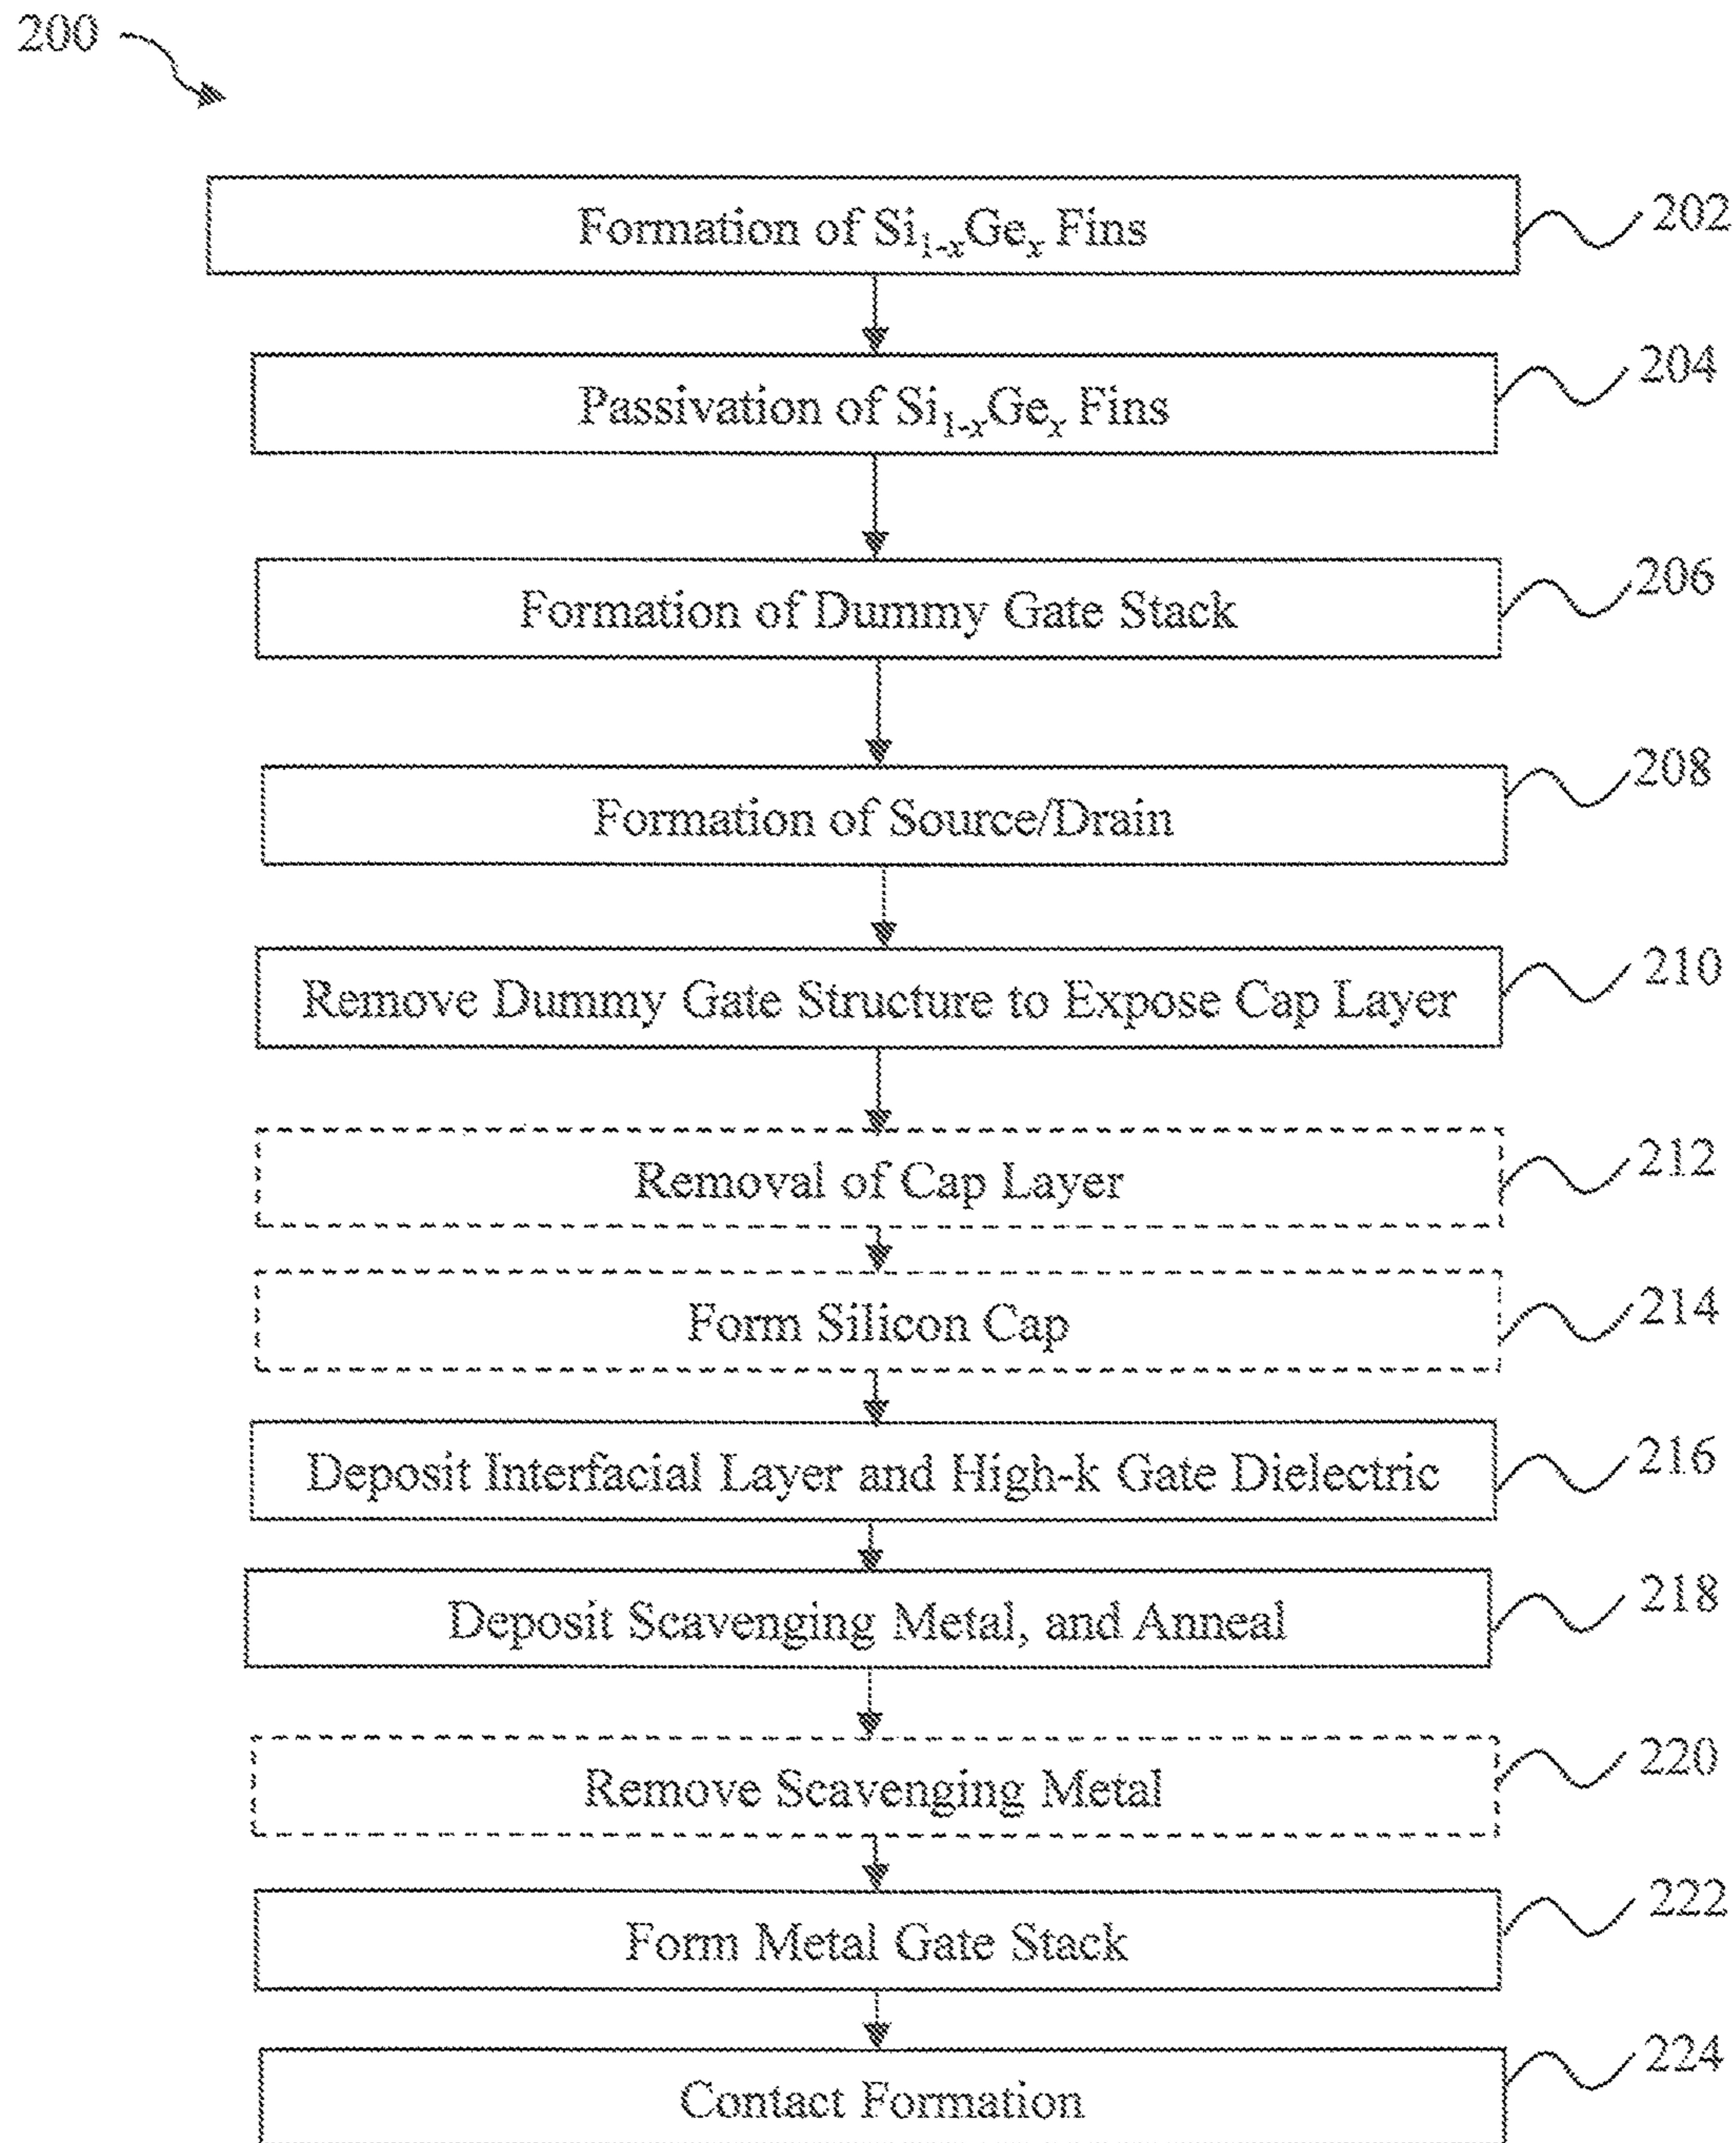 200
Formation of Si₁₋ₓGeₓ Fins 202
Passivation of Si₁₋ₓGeₓ Fins 204
Formation of Dummy Gate Stack 206
Formation of Source/Drain 208
Remove Dummy Gate Structure to Expose Cap Layer 210
Removal of Cap Layer 212
Form Silicon Cap 214
Deposit Interfacial Layer and High-k Gate Dielectric 216
Deposit Scavenging Metal, and Anneal 218
Remove Scavenging Metal 220
Form Metal Gate Stack 222
Contact Formation 224